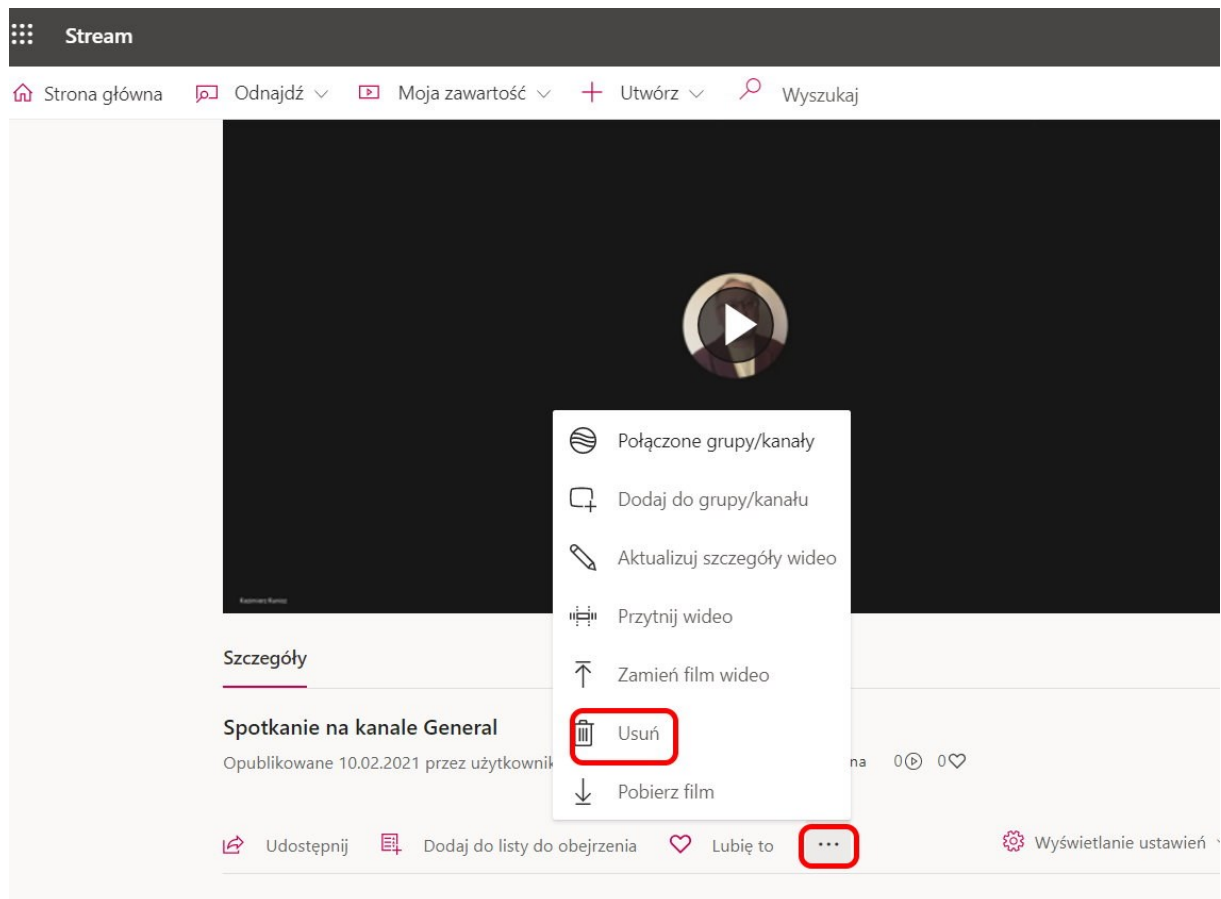 Stream
Strona główna Odnajdź Moja zawartość Utwórz Wyszukaj
Połączone grupy/kanały
Dodaj do grupy/kanału
Aktualizuj szczegóły wideo
Przytnij wideo
Zamień film wideo
Usuń
Pobierz film
Szczegóły
Spotkanie na kanale General
Opublikowane 10.02.2021 przez użytkownik na 0 0
Udostępnij Dodaj do listy do obejrzenia Lubię to ... Wyświetlanie ustawień